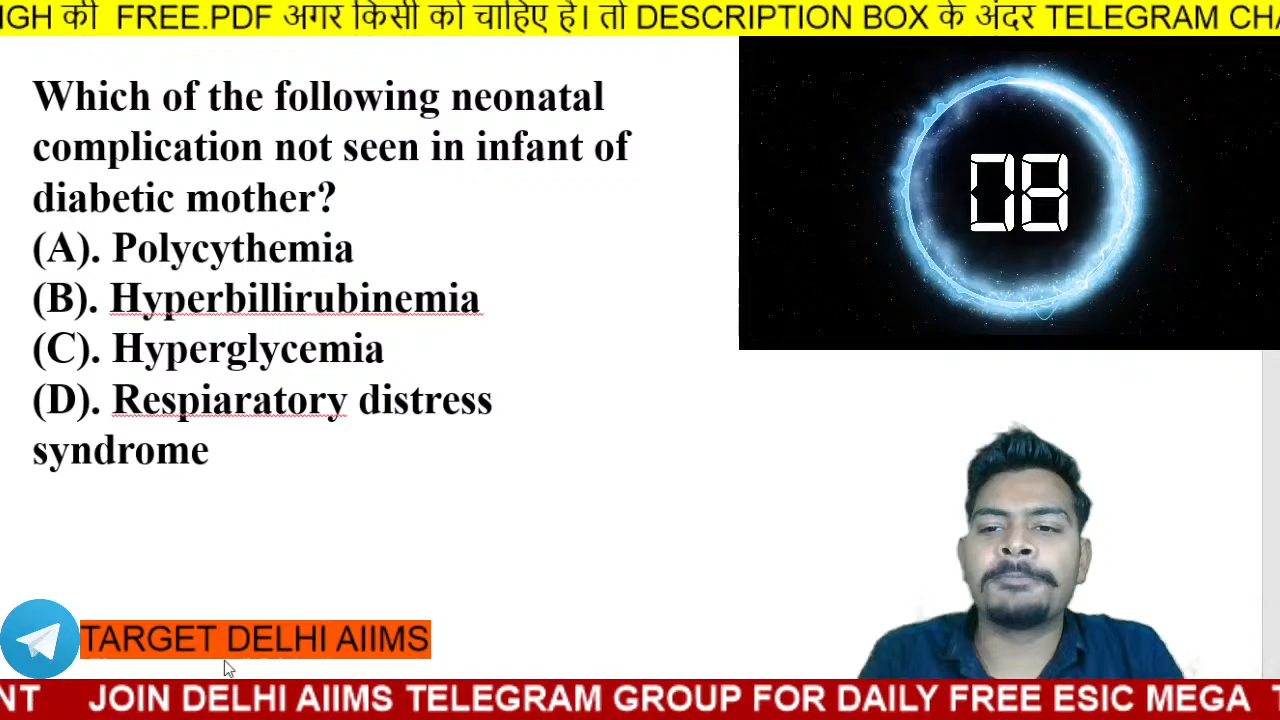 IGH की FREE.PDF अगर किसी को चाहिए है। तो DESCRIPTION BOX के अंदर TELEGRAM CHA
Which of the following neonatal
complication not seen in infant of
diabetic mother?
(A). Polycythemia
(B). Hyperbillirubinemia
(C). Hyperglycemia
(D). Respiaratory distress
syndrome
08
TARGET DELHI AIIMS
NT JOIN DELHI AIIMS TELEGRAM GROUP FOR DAILY FREE ESIC MEGA T